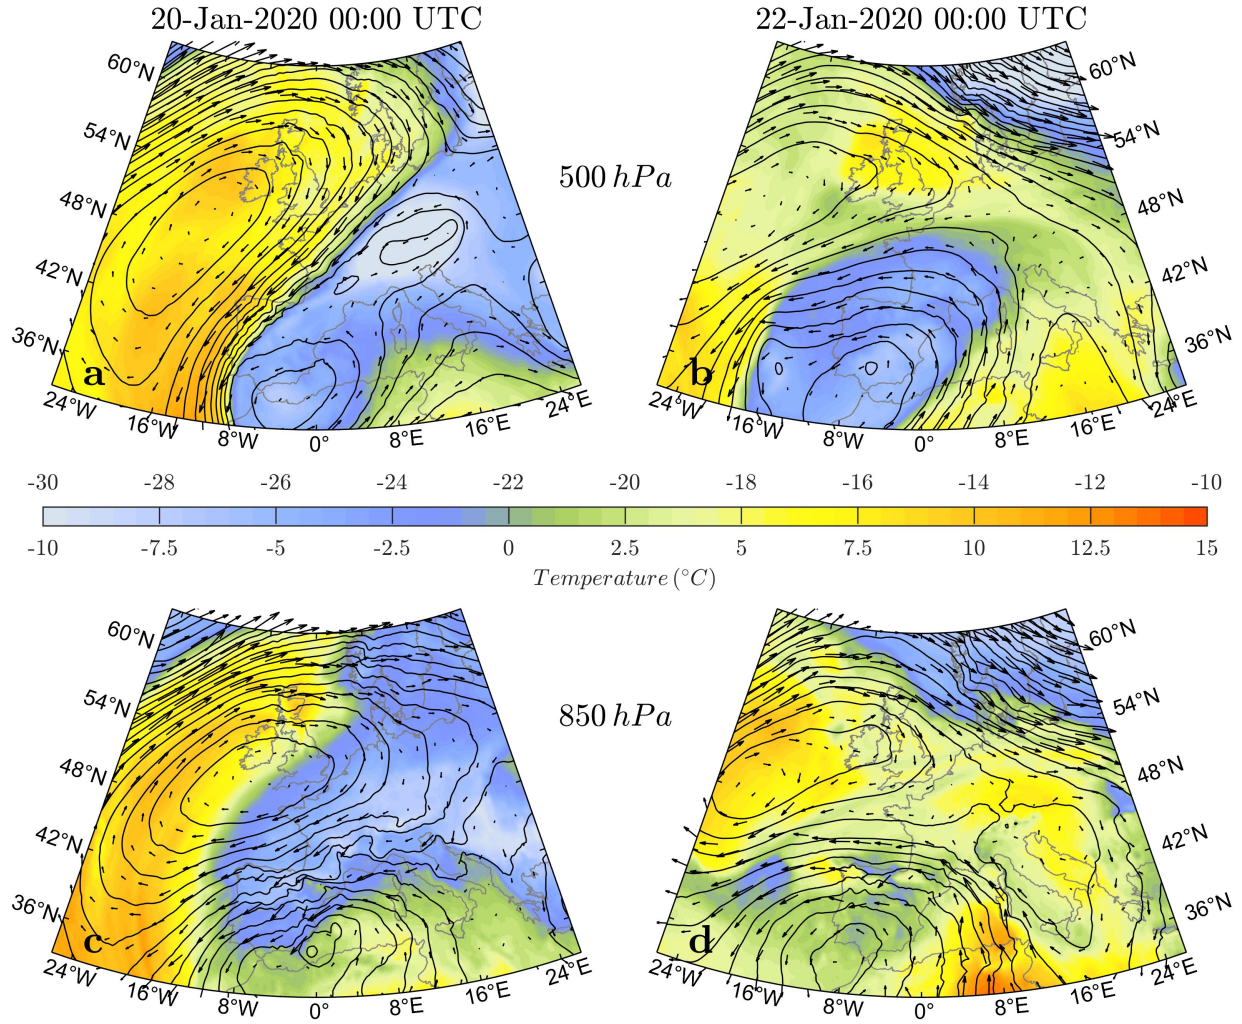 20-Jan-2020 00:00 UTC
22-Jan-2020 00:00 UTC
60°N
54°N
48°N
42°N
36°N
24°W
16°W
8°W
0°
8°E
16°E
24°E
a
500 hPa
60°N
54°N
48°N
42°N
36°N
24°W
16°W
8°W
0°
8°E
16°E
24°E
b
-30 -28 -26 -24 -22 -20 -18 -16 -14 -12 -10
-10 -7.5 -5 -2.5 0 2.5 5 7.5 10 12.5 15
Temperature (°C)
60°N
54°N
48°N
42°N
36°N
24°W
16°W
8°W
0°
8°E
16°E
24°E
c
850 hPa
60°N
54°N
48°N
42°N
36°N
24°W
16°W
8°W
0°
8°E
16°E
24°E
d